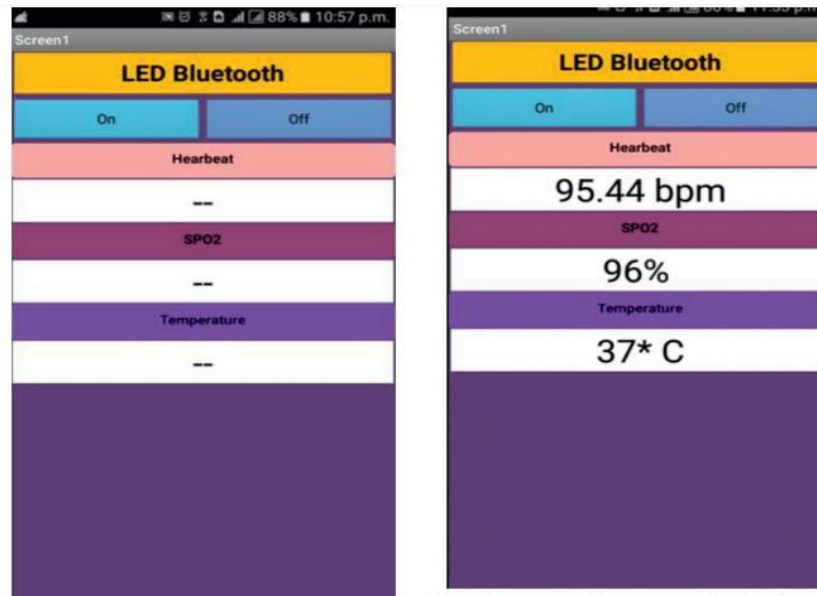 88% 10:57 p.m.
Screen1
LED Bluetooth
On Off
Hearbeat
--
SPO2
--
Temperature
--
Screen1
LED Bluetooth
On Off
Hearbeat
95.44 bpm
SPO2
96%
Temperature
37* C